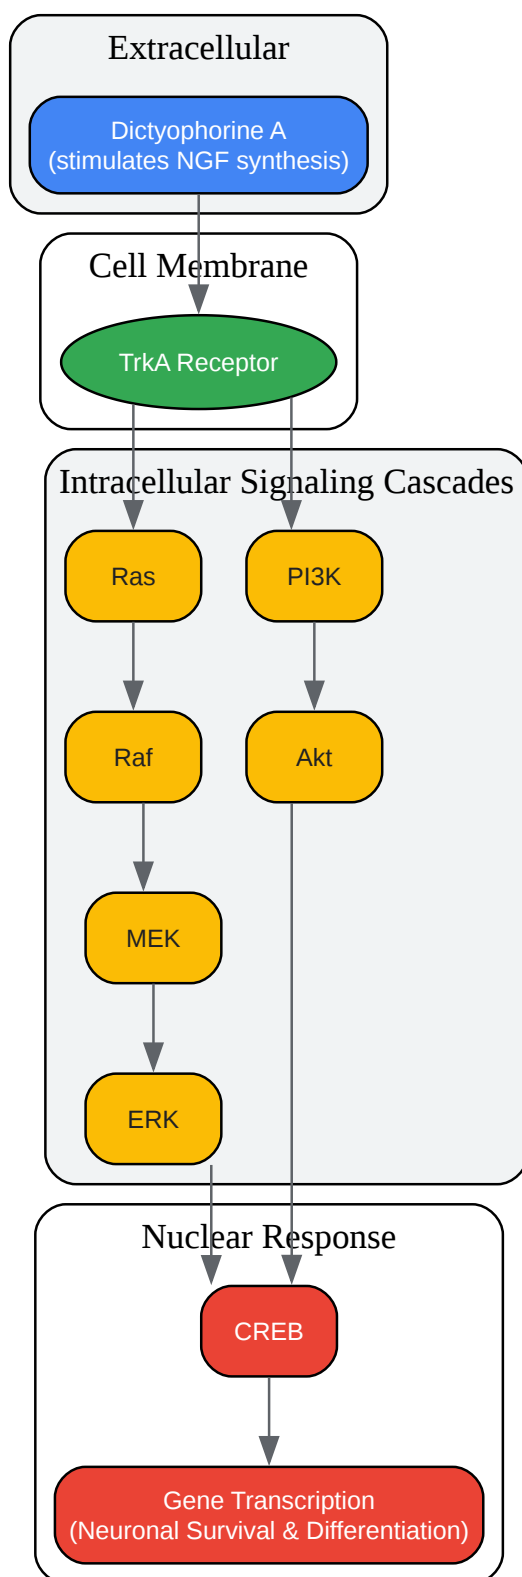 Extracellular
Dictyophorine A
(stimulates NGF synthesis)
Cell Membrane
TrkA Receptor
Intracellular Signaling Cascades
Ras
PI3K
Raf
Akt
MEK
ERK
Nuclear Response
CREB
Gene Transcription
(Neuronal Survival & Differentiation)